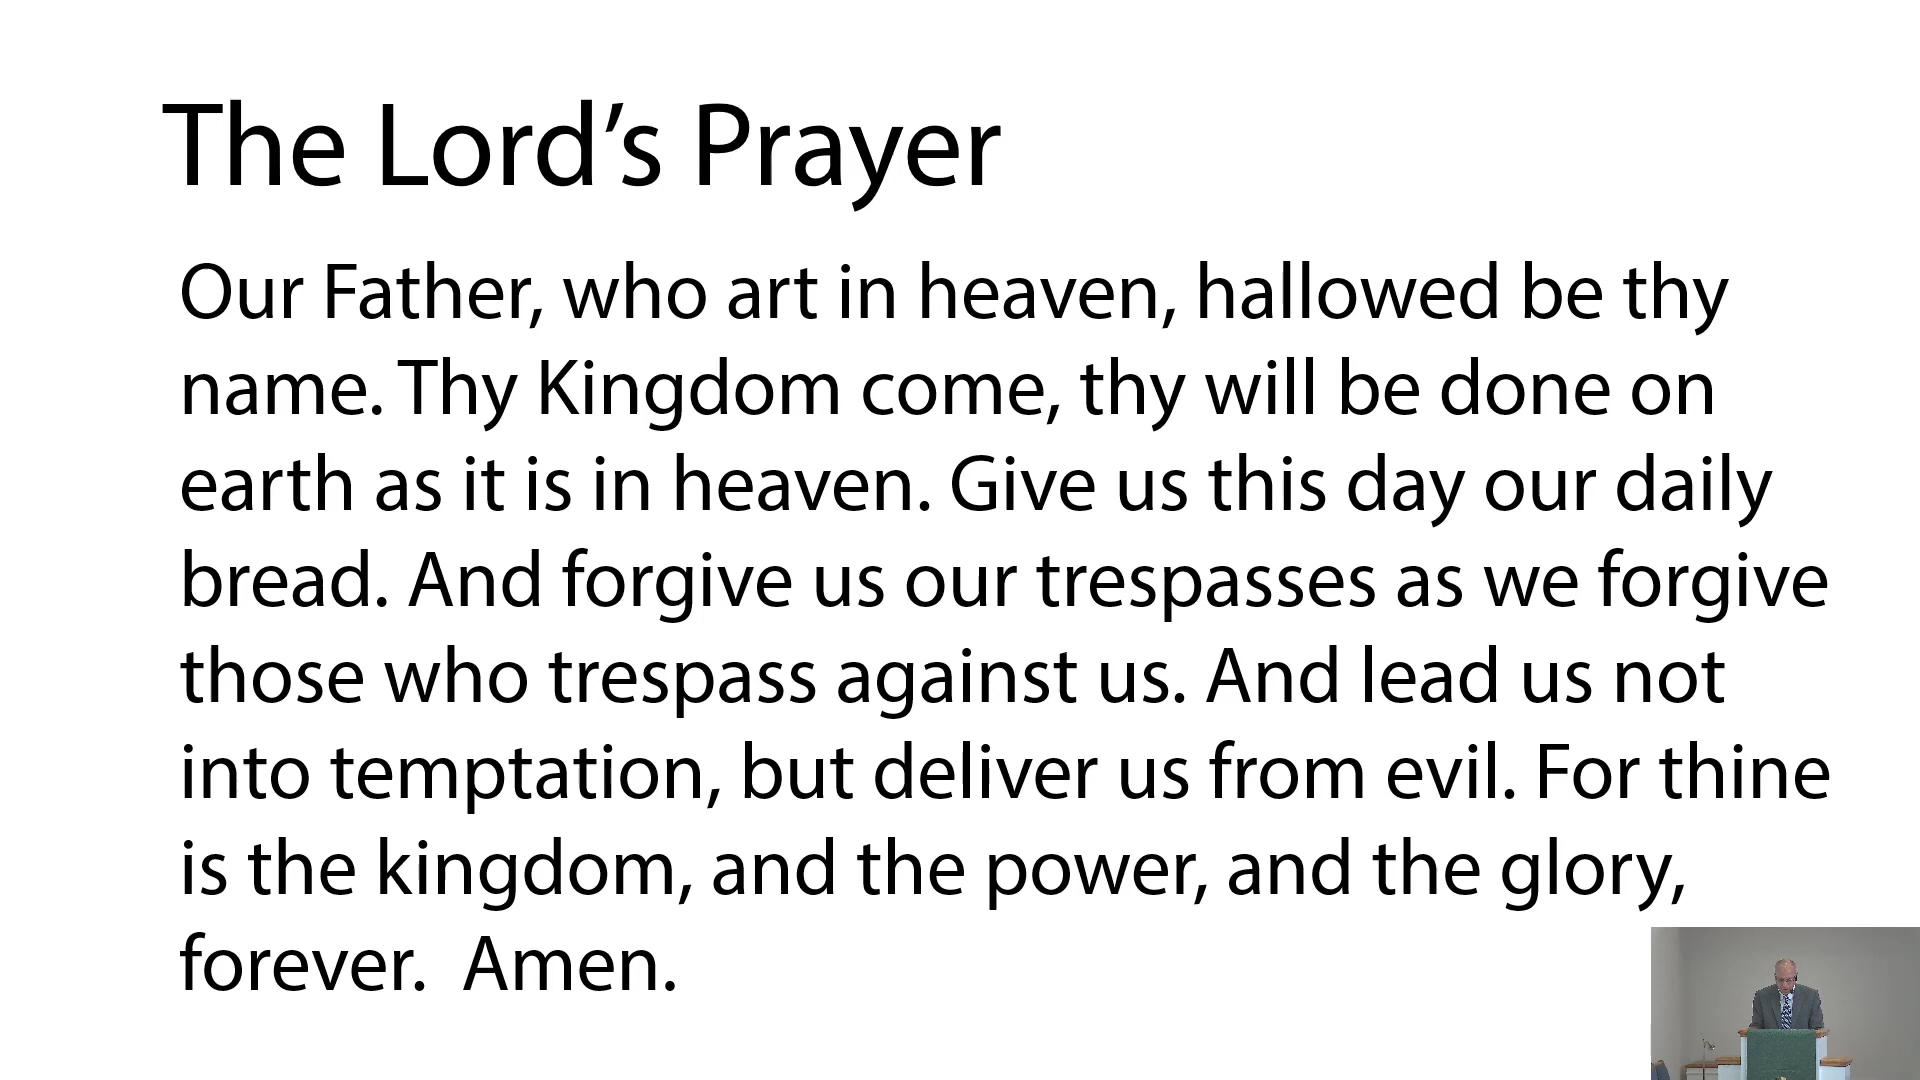 The Lord’s Prayer
Our Father, who art in heaven, hallowed be thy
name. Thy Kingdom come, thy will be done on
earth as it is in heaven. Give us this day our daily
bread. And forgive us our trespasses as we forgive
those who trespass against us. And lead us not
into temptation, but deliver us from evil. For thine
is the kingdom, and the power, and the glory,
forever.  Amen.